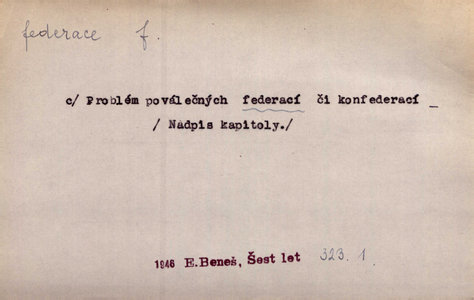 federace f.
c/ Problém poválečných federací či konfederací _
/ Nadpis kapitoly./
1946 E.Beneš, Šest let 323. 1.